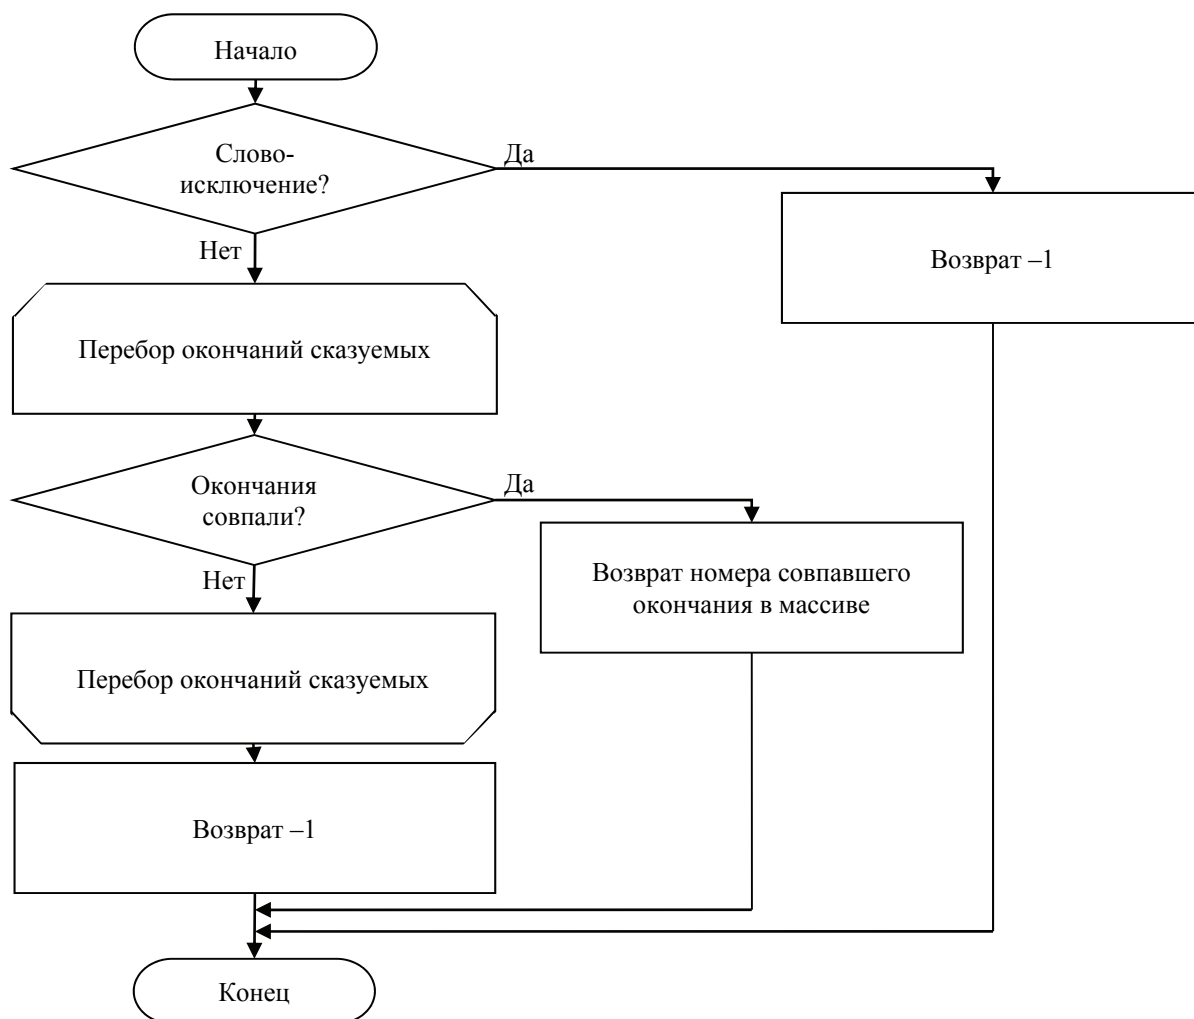 Начало
Слово-
исключение?
Да
Нет
Возврат –1
Перебор окончаний сказуемых
Окончания
совпали?
Да
Нет
Возврат номера совпавшего
окончания в массиве
Перебор окончаний сказуемых
Возврат –1
Конец